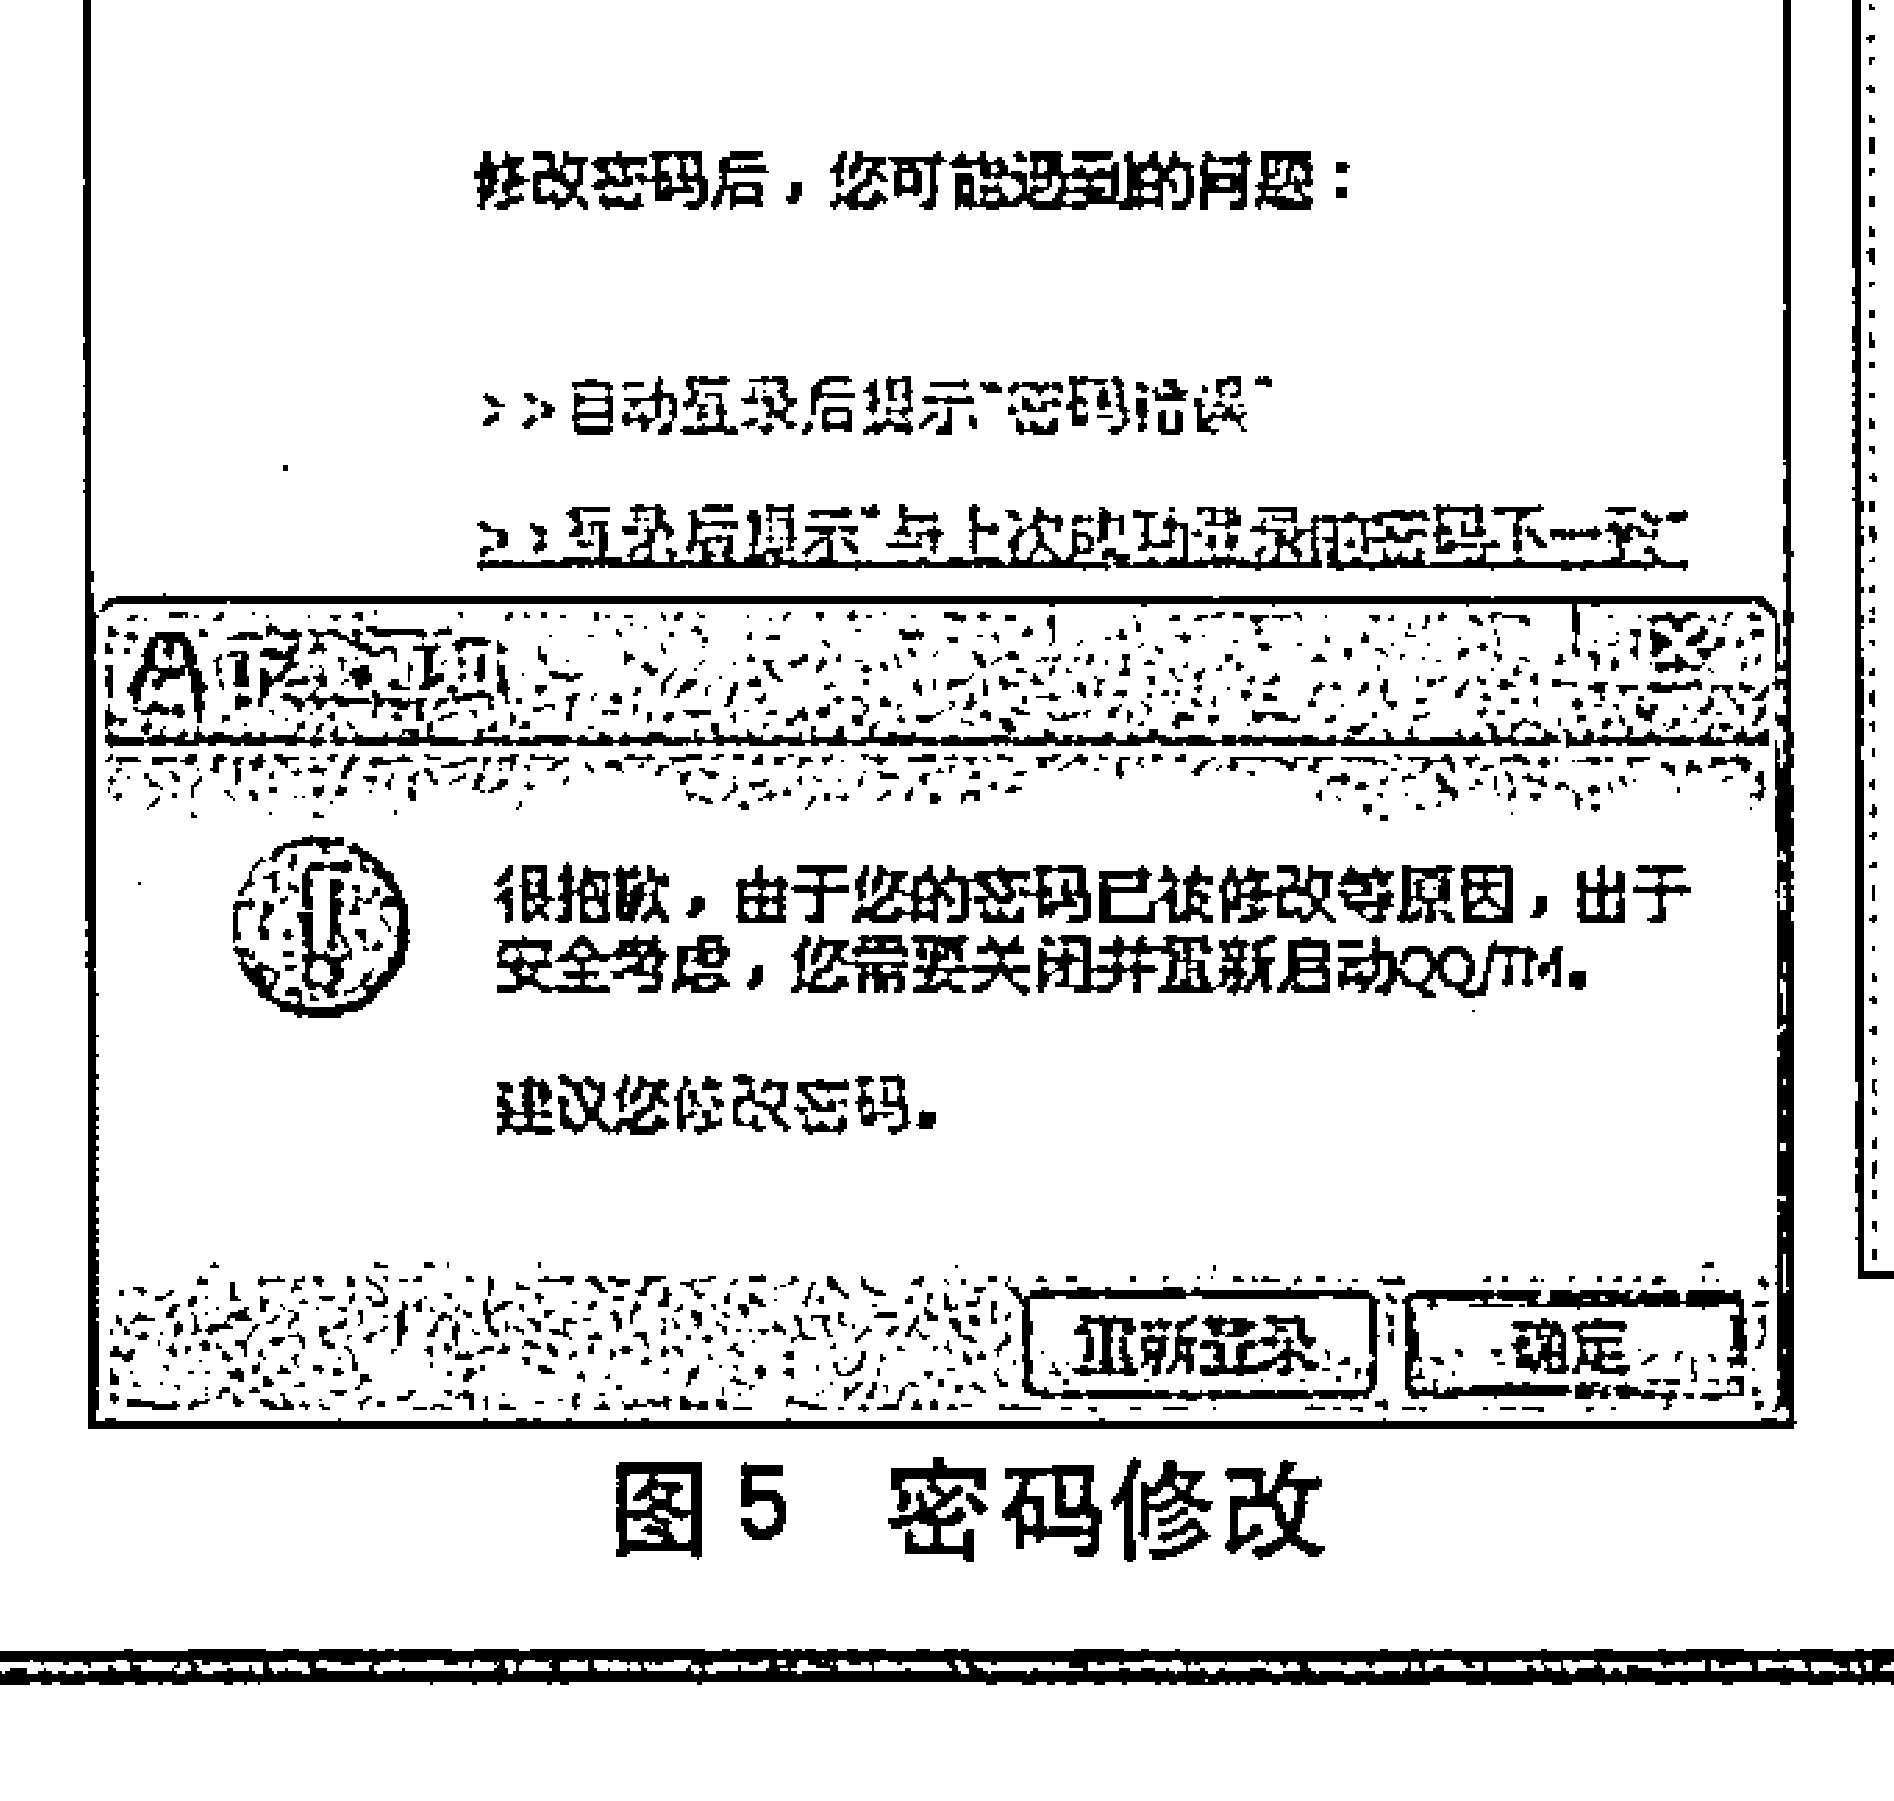 修改密码后，您可能遇到的问题：
>>自动登录后提示“密码错误”
>>登录后提示“与上次成功登录的密码不一致”
很抱歉，由于您的密码已被修改等原因，出于
安全考虑，您需要关闭并重新启动QQ/TM。
建议您修改密码。
重新登录 确定
图5 密码修改